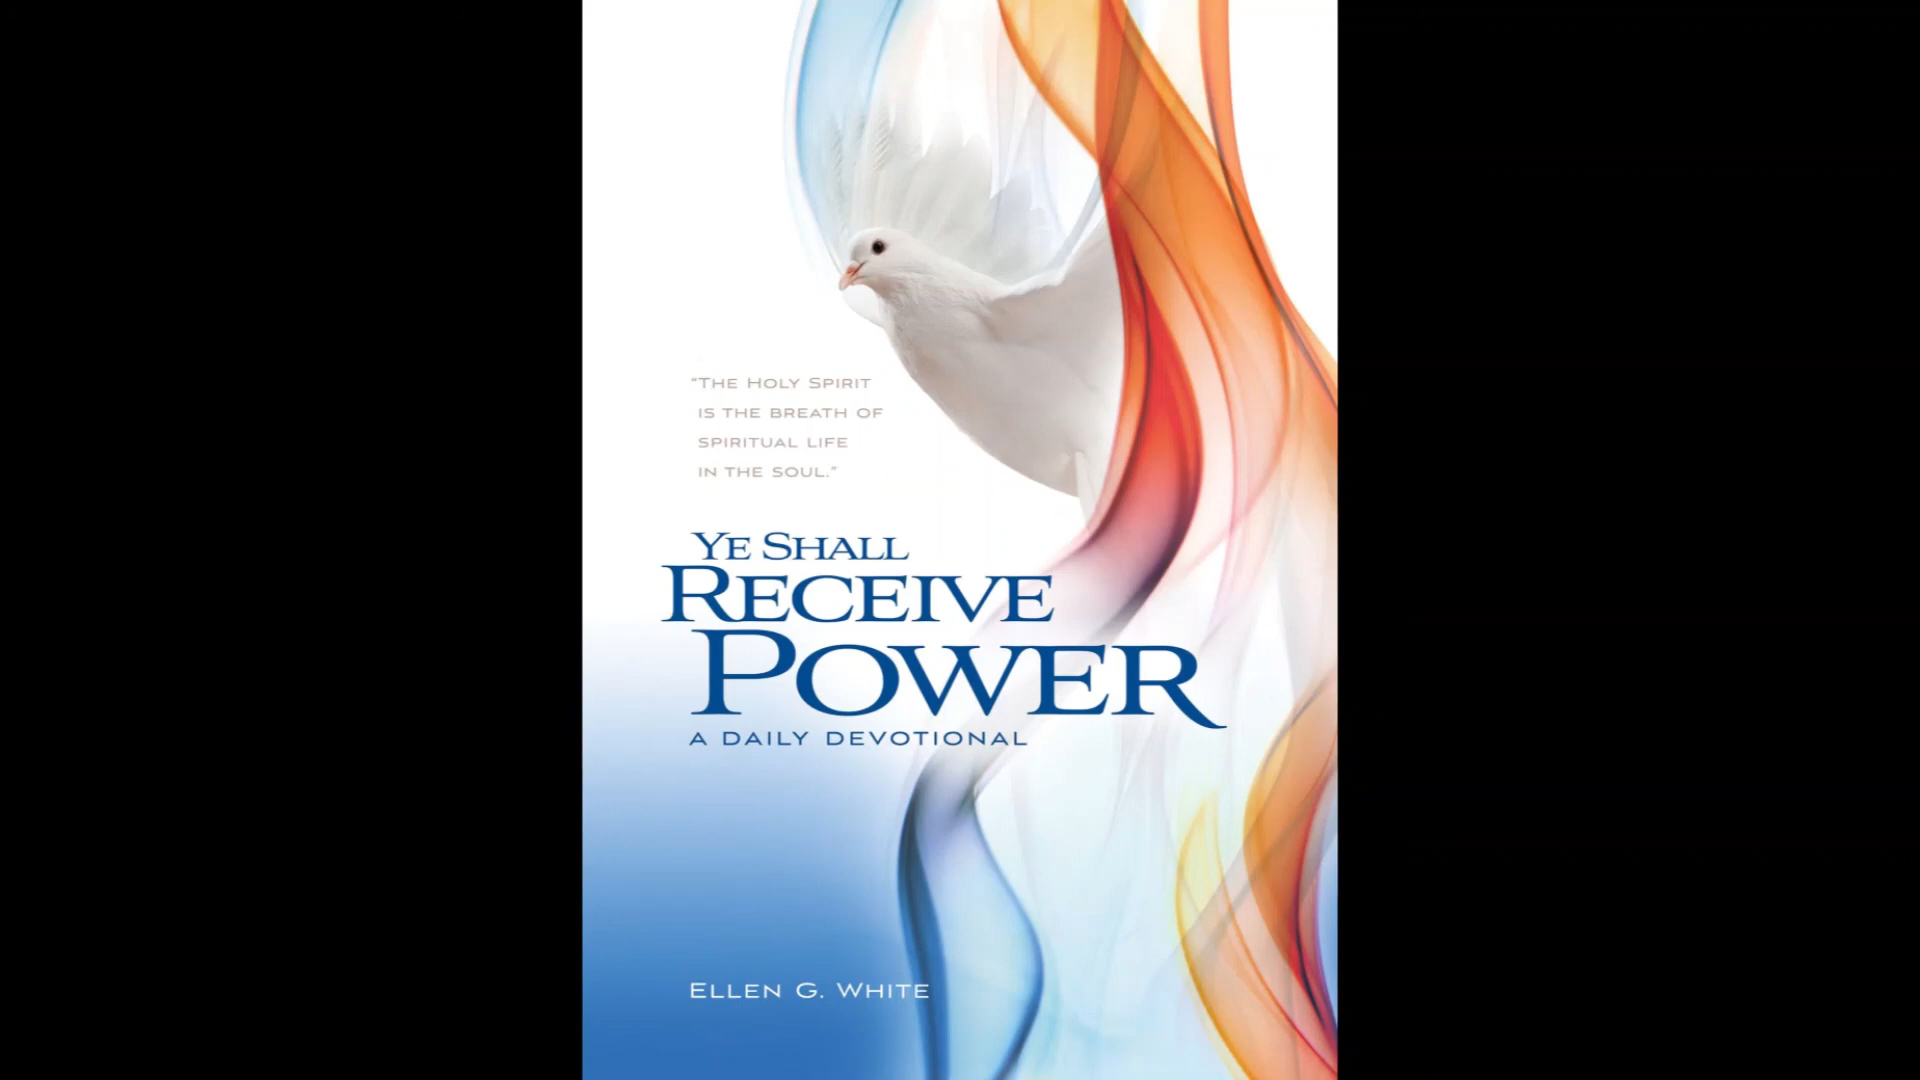 “The Holy Spirit
is the breath of
spiritual life
in the soul.”
Ye Shall
Receive
Power
A Daily Devotional
Ellen G. White